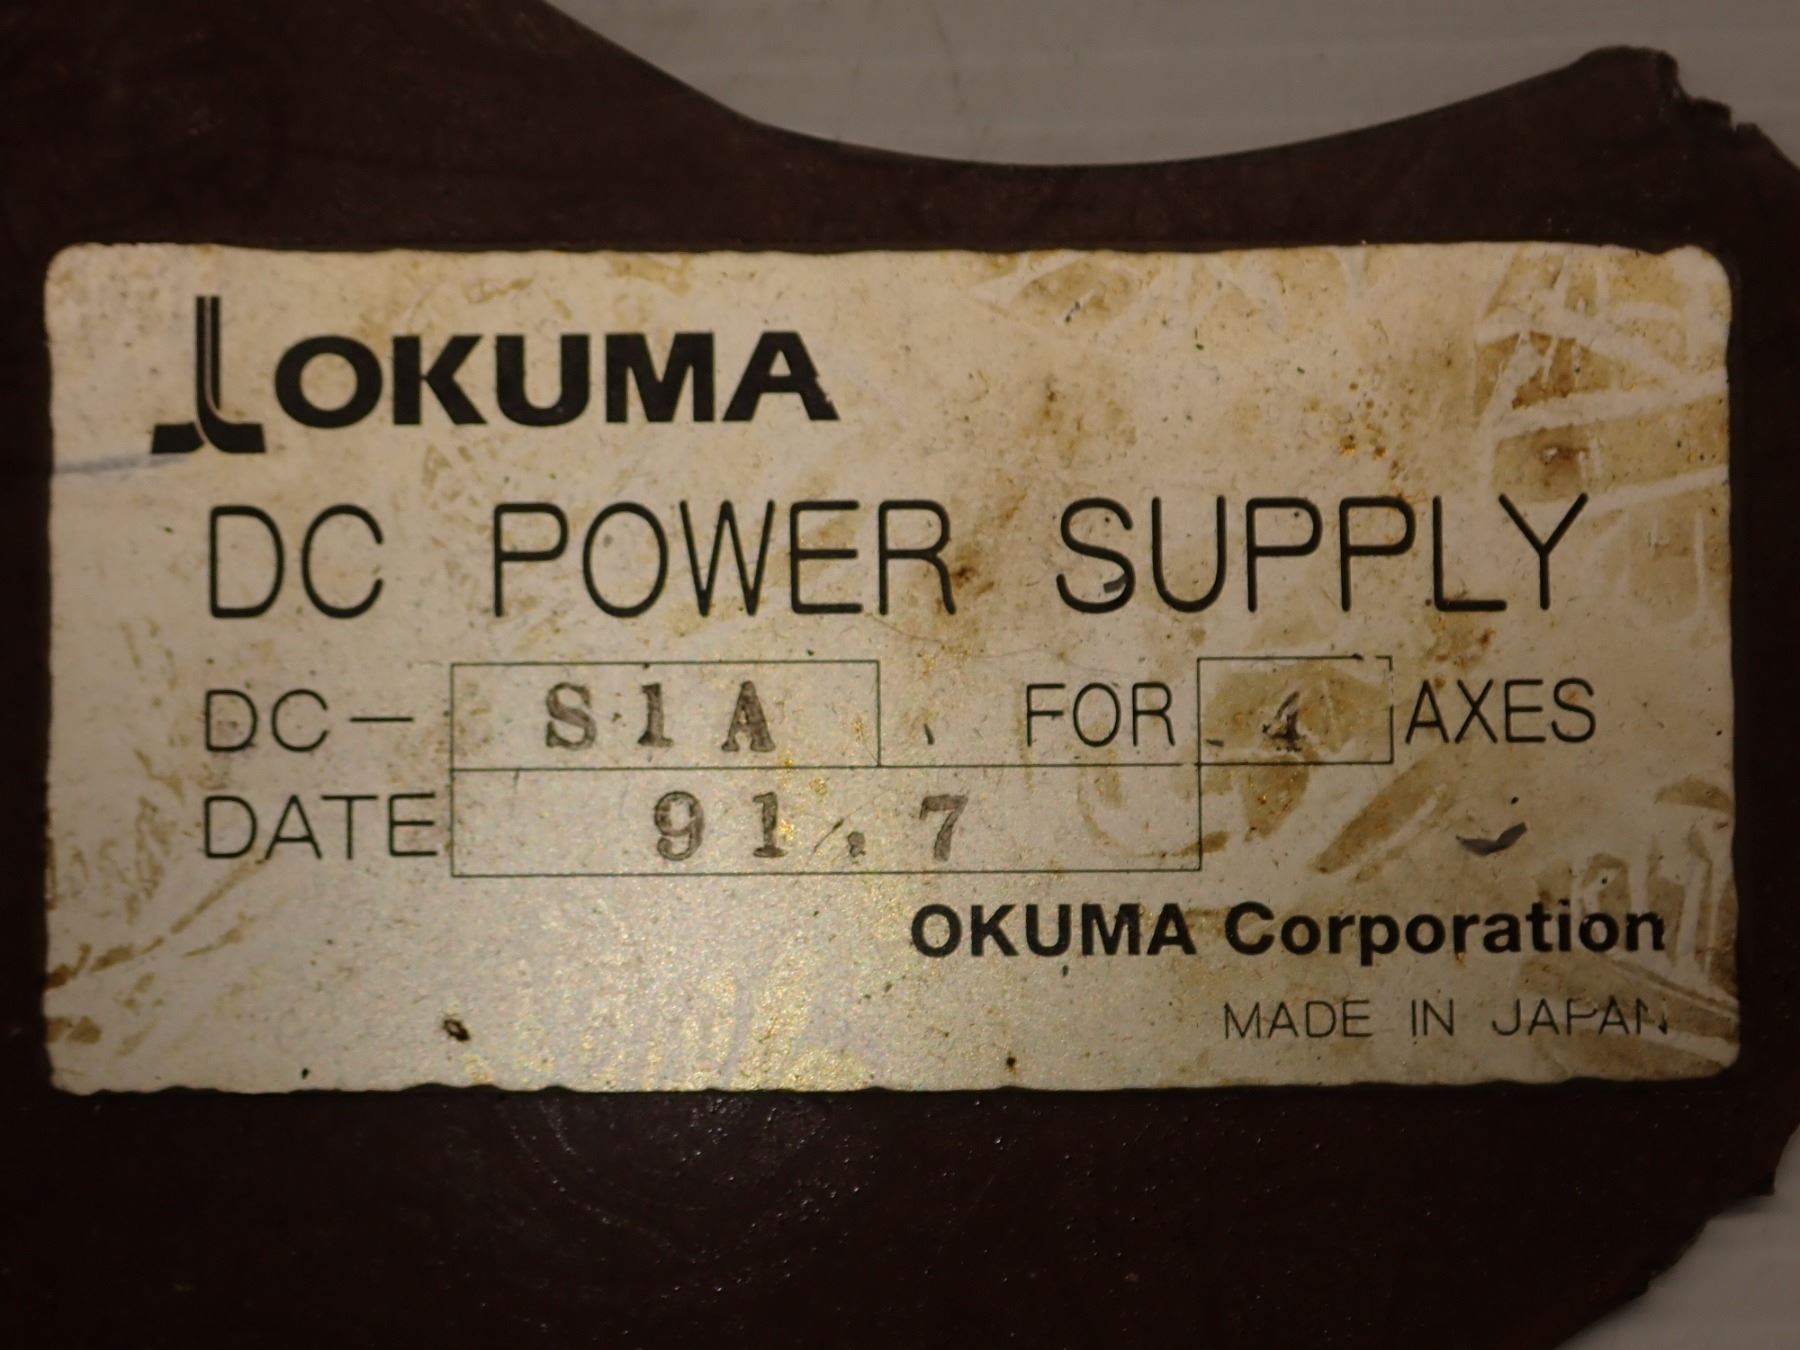 OKUMA
DC POWER SUPPLY
DC- S1A FOR 4 AXES
DATE 91.7
OKUMA Corporation
MADE IN JAPAN